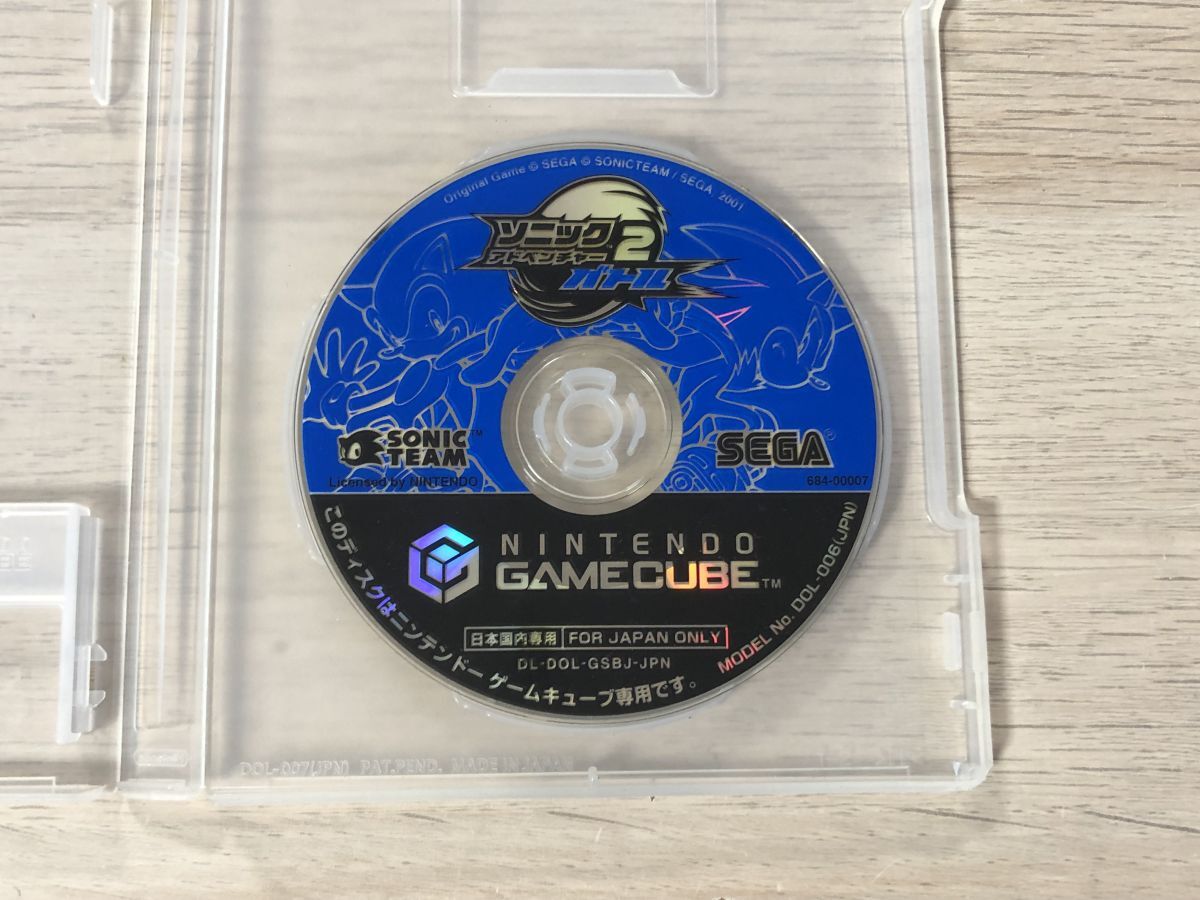 Original Game © SEGA © SONICTEAM / SEGA, 2001
ソニック
アドベンチャー 2
バトル
SONIC TEAM™
SEGA®
Licensed by NINTENDO
684-00007
NINTENDO
GAMECUBE™
日本国内専用 FOR JAPAN ONLY
DL-DOL-GSBJ-JPN
このディスクはニンテンドー ゲームキューブ専用です。
MODEL No. DOL-006(JPN)
DOL-007(JPN) PAT.PEND. MADE IN JAPAN